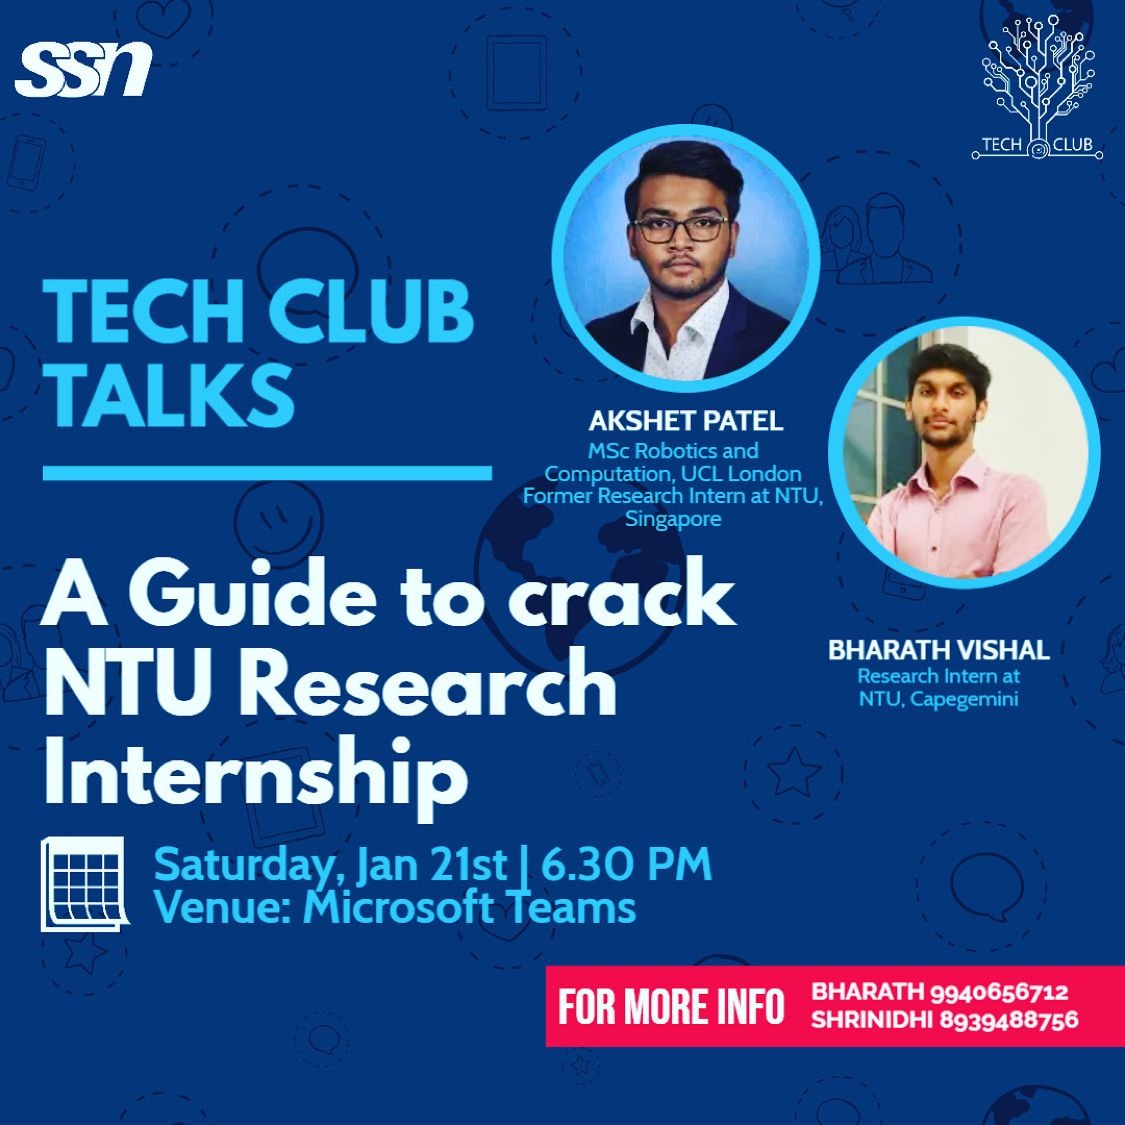 ssn
TECH CLUB
TECH CLUB
TALKS
AKSHET PATEL
MSc Robotics and
Computation, UCL London
Former Research Intern at NTU,
Singapore
BHARATH VISHAL
Research Intern at
NTU, Capegemini
A Guide to crack
NTU Research
Internship
Saturday, Jan 21st | 6.30 PM
Venue: Microsoft Teams
FOR MORE INFO
BHARATH 9940656712
SHRINIDHI 8939488756